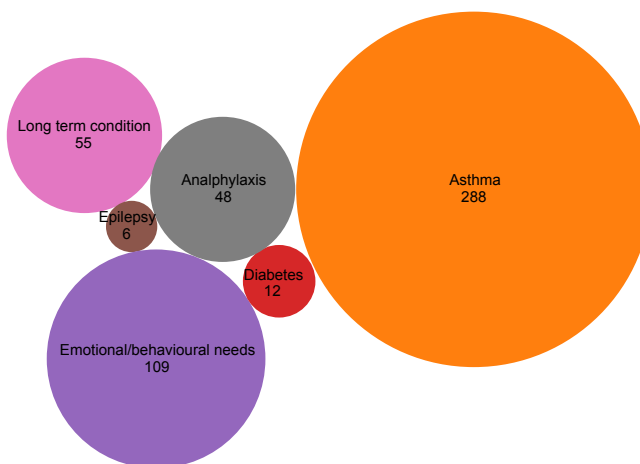 Long term condition
55
Analphylaxis
48
Asthma
288
Epilepsy
6
Diabetes
12
Emotional/behavioural needs
109